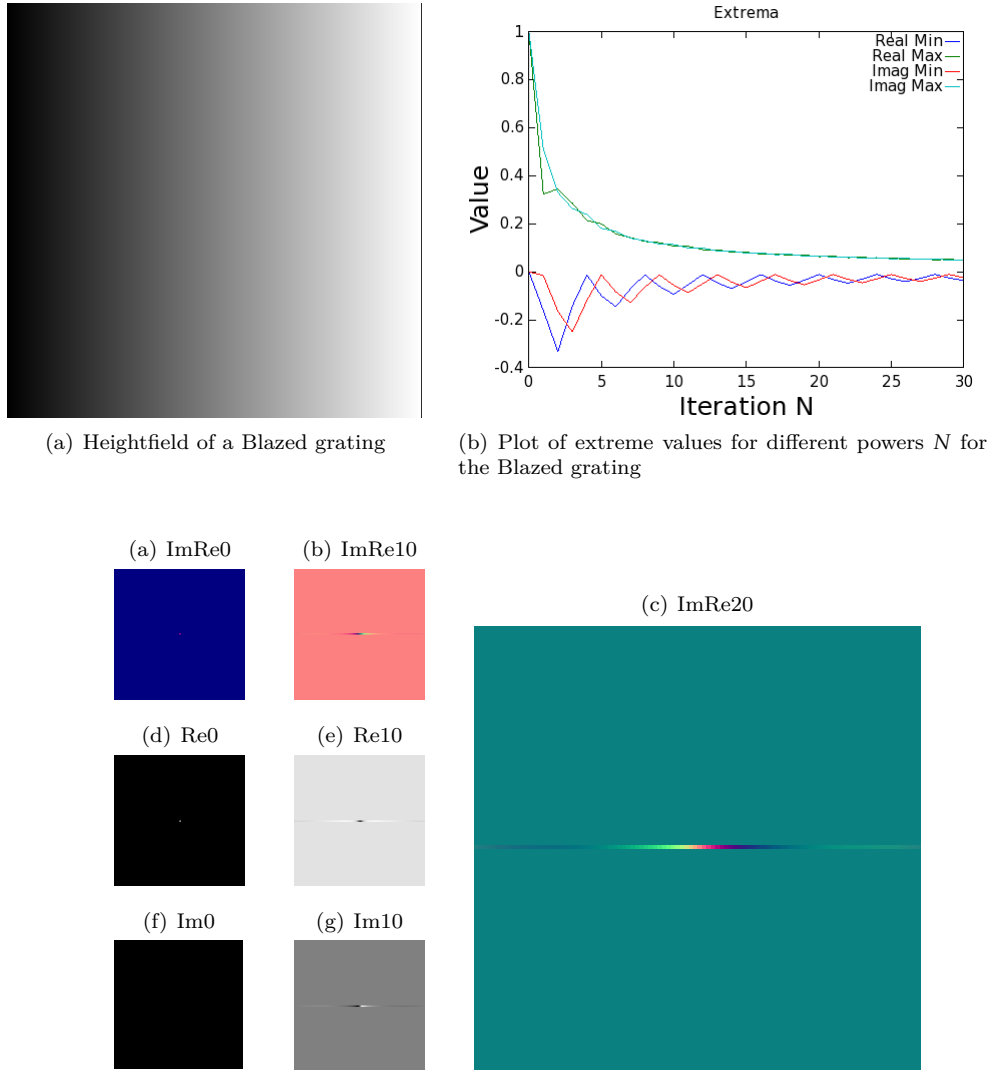 Extrema
Real Min
Real Max
Imag Min
Imag Max
1
0.8
0.6
0.4
0.2
0
-0.2
-0.4
Value
0 5 10 15 20 25 30
Iteration N
(a) Heightfield of a Blazed grating
(b) Plot of extreme values for different powers N for
the Blazed grating
(a) ImRe0
(b) ImRe10
(c) ImRe20
(d) Re0
(e) Re10
(f) Im0
(g) Im10